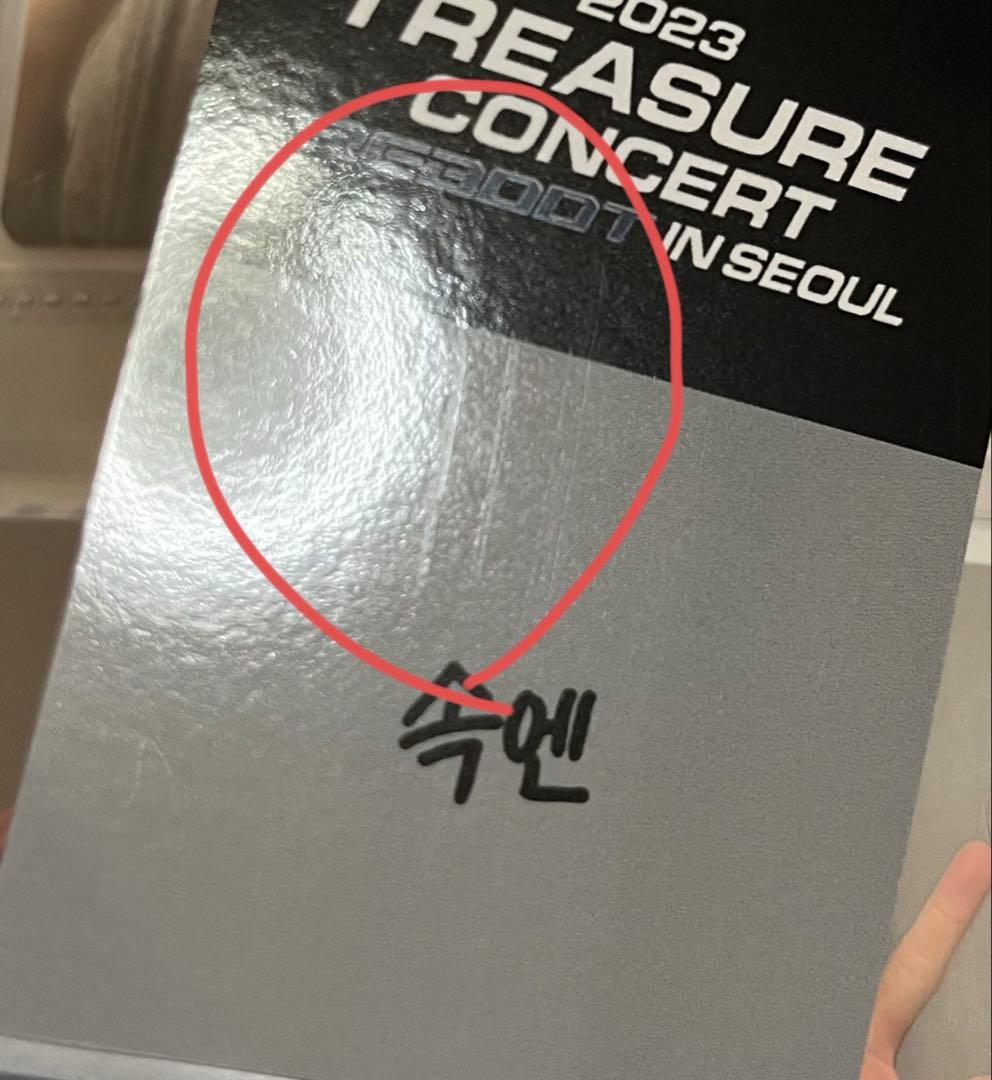 2023
TREASURE
CONCERT
REBOOT IN SEOUL
속엔